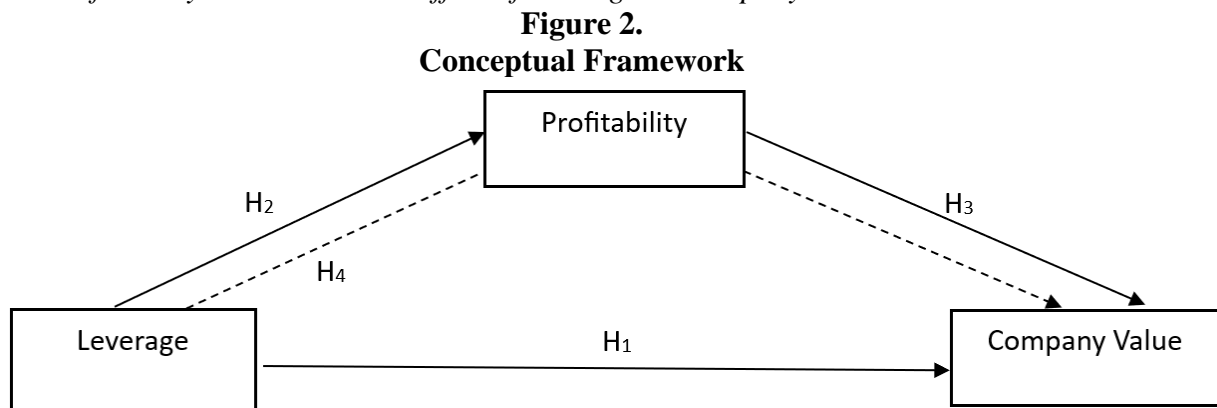 Figure 2.
Conceptual Framework
Profitability
H2
H3
H4
Leverage
H1
Company Value